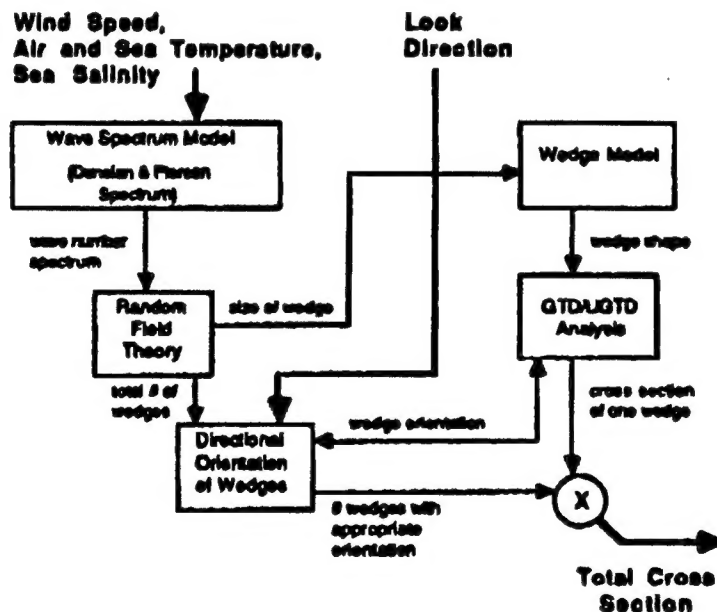 Wind Speed,
Air and Sea Temperature,
Sea Salinity
Look
Direction
Wave Spectrum Model
(Donelan & Pierson
Spectrum)
Wedge Model
wave number
spectrum
wedge shape
Random
Field
Theory
size of wedge
GTD/UGTD
Analysis
total # of
wedges
wedge orientation
cross section
of one wedge
Directional
Orientation
of Wedges
X
# wedges with
appropriate
orientation
Total Cross
Section